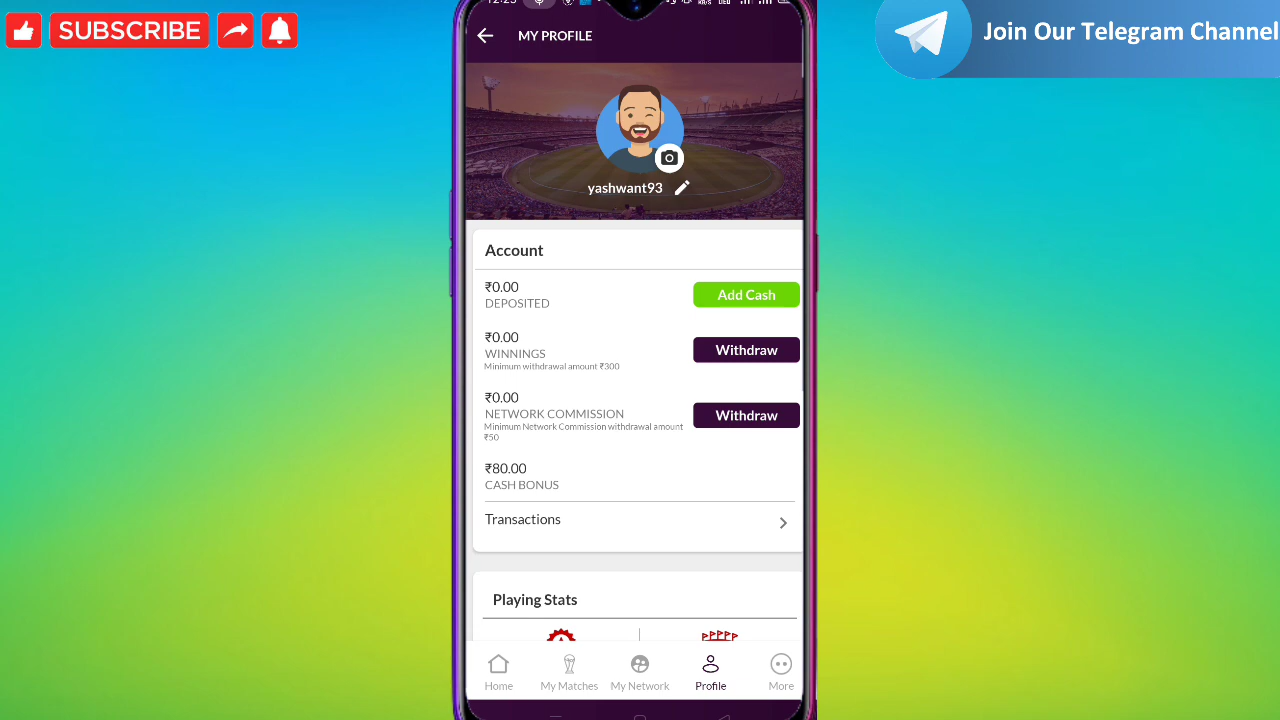 SUBSCRIBE
Join Our Telegram Channel
MY PROFILE
yashwant93
Account
₹0.00
DEPOSITED
Add Cash
₹0.00
WINNINGS
Minimum withdrawal amount ₹300
Withdraw
₹0.00
NETWORK COMMISSION
Minimum Network Commission withdrawal amount
₹50
Withdraw
₹80.00
CASH BONUS
Transactions
Playing Stats
Home My Matches My Network Profile More